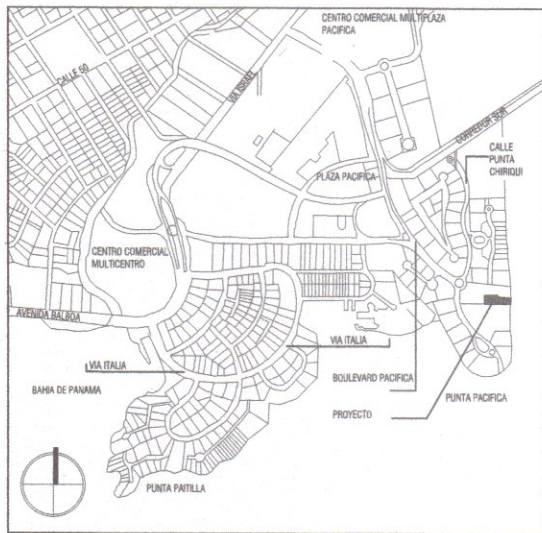 CENTRO COMERCIAL MULTIPLAZA
PACIFICA
CALLE 50
VIA ISRAEL
CORREDOR SUR
CALLE
PUNTA
CHIRIQUI
PLAZA PACIFICA
CENTRO COMERCIAL
MULTICENTRO
AVENIDA BALBOA
VIA ITALIA
VIA ITALIA
BOULEVARD PACIFICA
BAHIA DE PANAMA
PUNTA PACIFICA
PROYECTO
PUNTA PAITILLA